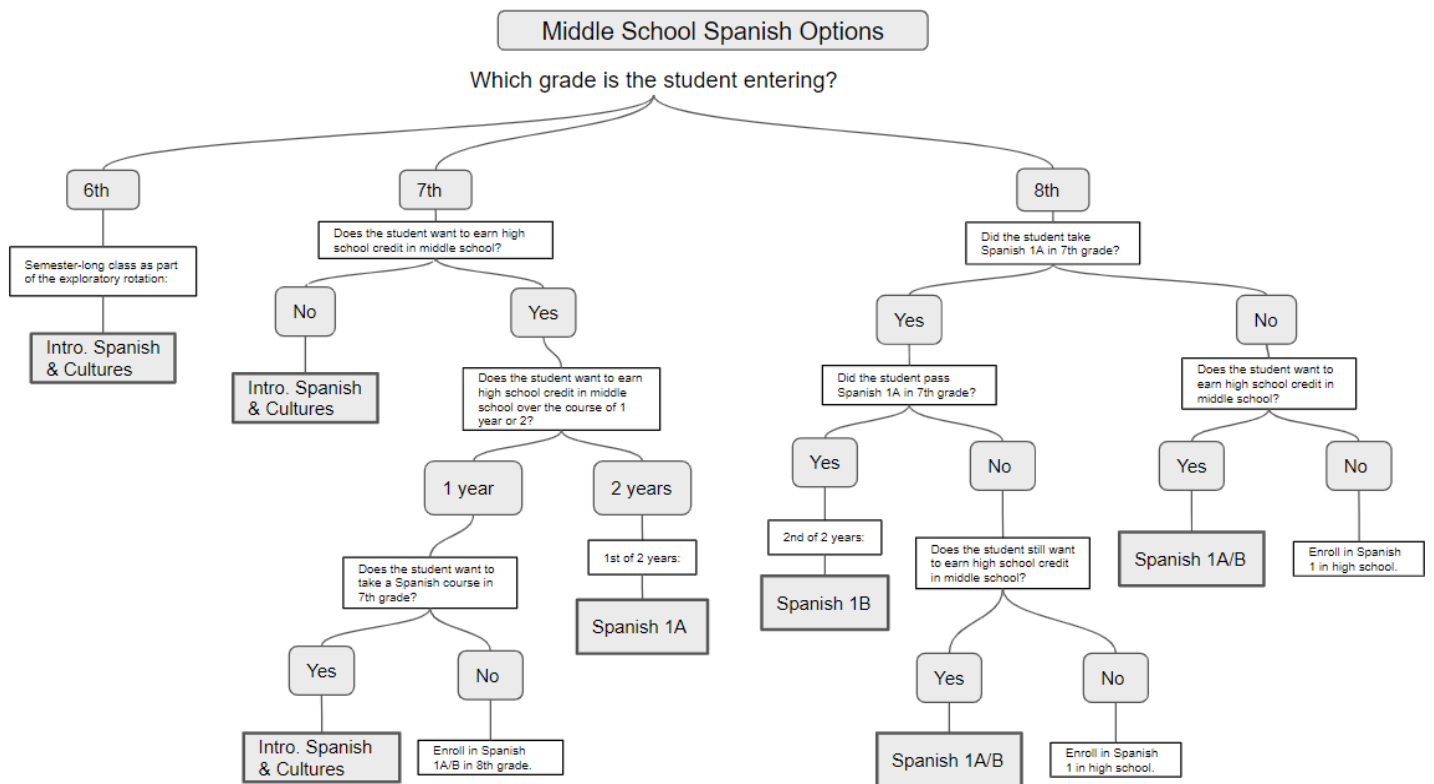 Middle School Spanish Options
Which grade is the student entering?
6th
7th
8th
Semester-long class as part
of the exploratory rotation:
Intro. Spanish
& Cultures
Does the student want to earn high
school credit in middle school?
No
Yes
Intro. Spanish
& Cultures
Does the student want to earn
high school credit in middle
school over the course of 1
year or 2?
1 year
2 years
Does the student want to
take a Spanish course in
7th grade?
1st of 2 years:
Spanish 1A
Yes
No
Intro. Spanish
& Cultures
Enroll in Spanish
1A/B in 8th grade.
Did the student take
Spanish 1A in 7th grade?
Yes
No
Did the student pass
Spanish 1A in 7th grade?
Yes
No
2nd of 2 years:
Spanish 1B
Does the student still want
to earn high school credit
in middle school?
Yes
No
Spanish 1A/B
Enroll in Spanish
1 in high school.
Does the student want to
earn high school credit in
middle school?
Yes
No
Spanish 1A/B
Enroll in Spanish
1 in high school.